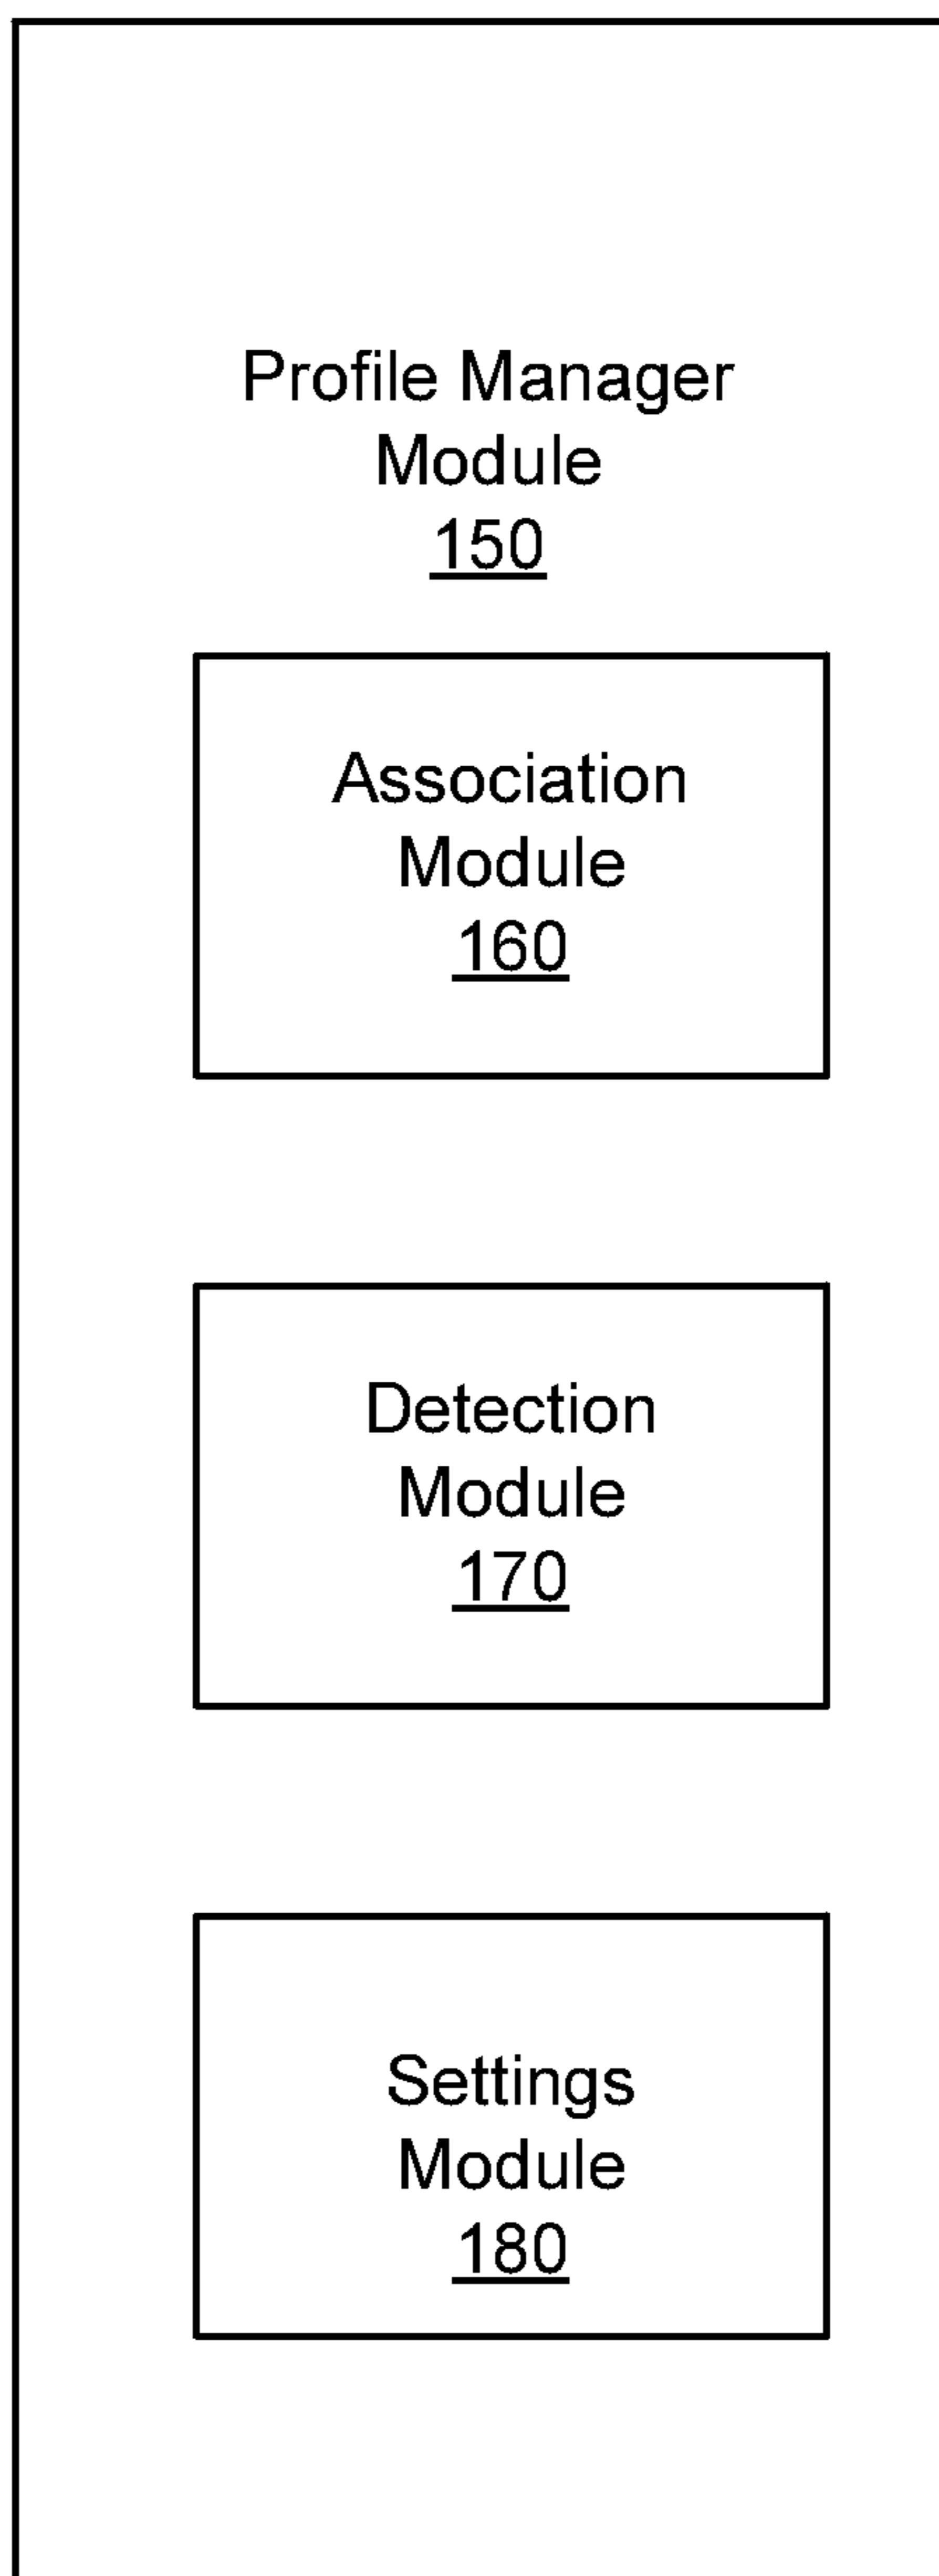 Profile Manager
Module
150
Association
Module
160
Detection
Module
170
Settings
Module
180